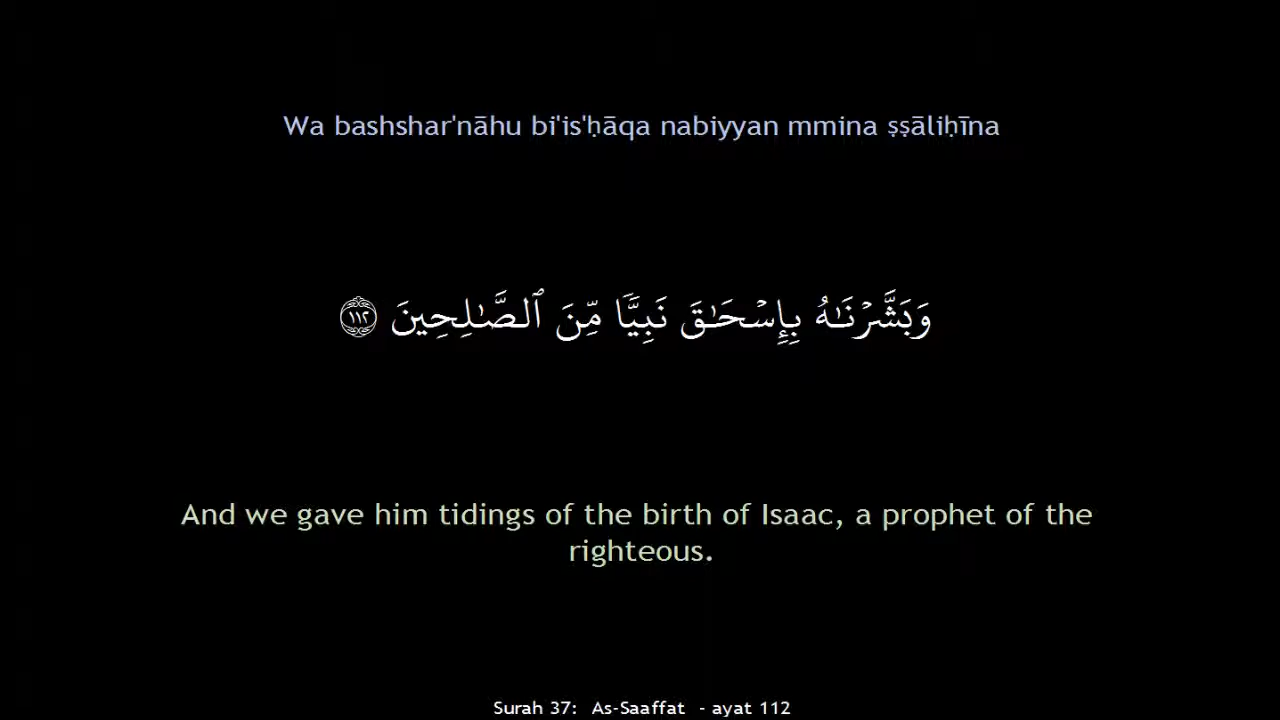 Wa bashshar'nāhu bi'is'ḥāqa nabiyyan mmina ṣṣāliḥīna
وَبَشَّرْنَـٰهُ بِإِسْحَـٰقَ نَبِيًّا مِّنَ ٱلصَّـٰلِحِينَ ١١٢
And we gave him tidings of the birth of Isaac, a prophet of the
righteous.
Surah 37: As-Saaffat - ayat 112